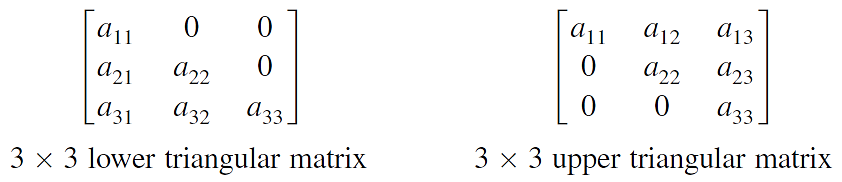 a₁₁ 0 0
a₂₁ a₂₂ 0
a₃₁ a₃₂ a₃₃
3 × 3 lower triangular matrix
a₁₁ a₁₂ a₁₃
0 a₂₂ a₂₃
0 0 a₃₃
3 × 3 upper triangular matrix